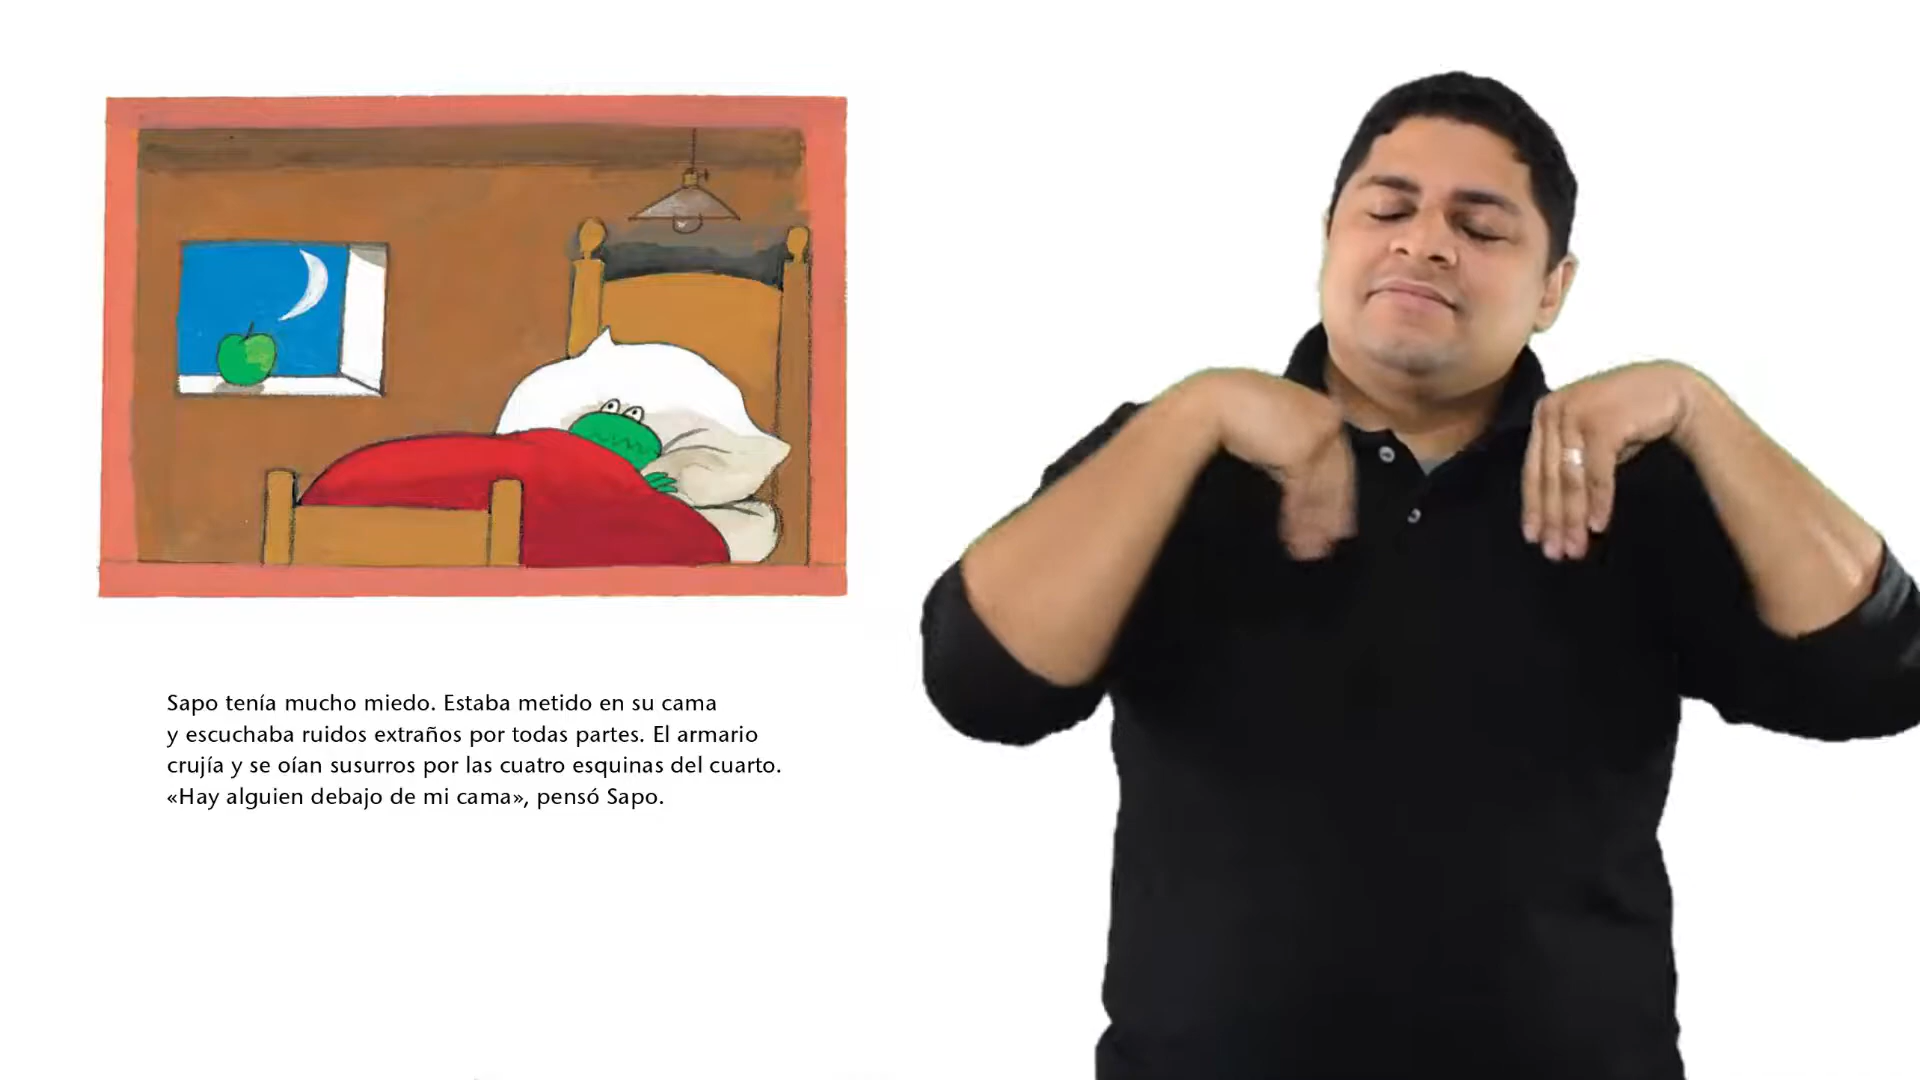 Sapo tenía mucho miedo. Estaba metido en su cama
y escuchaba ruidos extraños por todas partes. El armario
crujía y se oían susurros por las cuatro esquinas del cuarto.
«Hay alguien debajo de mi cama», pensó Sapo.